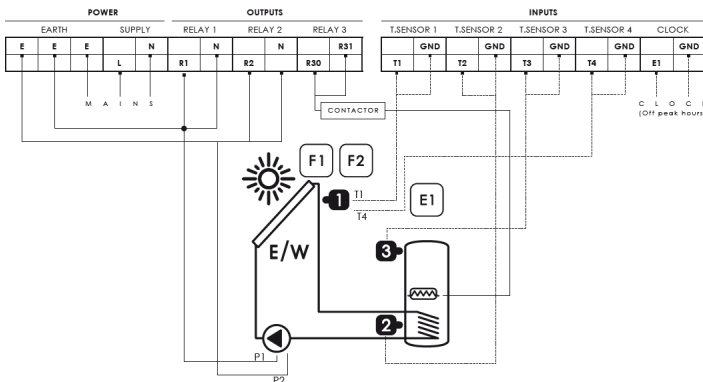 POWER OUTPUTS INPUTS
EARTH SUPPLY RELAY 1 RELAY 2 RELAY 3 T.SENSOR 1 T.SENSOR 2 T.SENSOR 3 T.SENSOR 4 CLOCK
E E E N N N R31 GND GND GND GND GND
L R1 R2 R30 T1 T2 T3 T4 E1
M A I N S
CONTACTOR
C L O C
(Off peak hours
F1 F2
1 T1
T4
E1
E/W
3
2
P1
P2